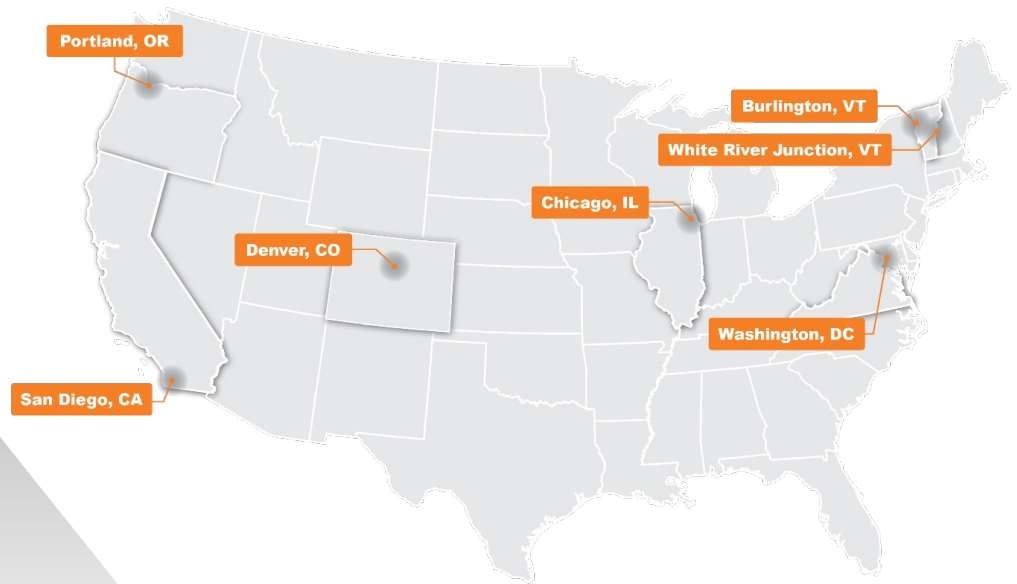 Portland, OR
Burlington, VT
White River Junction, VT
Chicago, IL
Denver, CO
Washington, DC
San Diego, CA